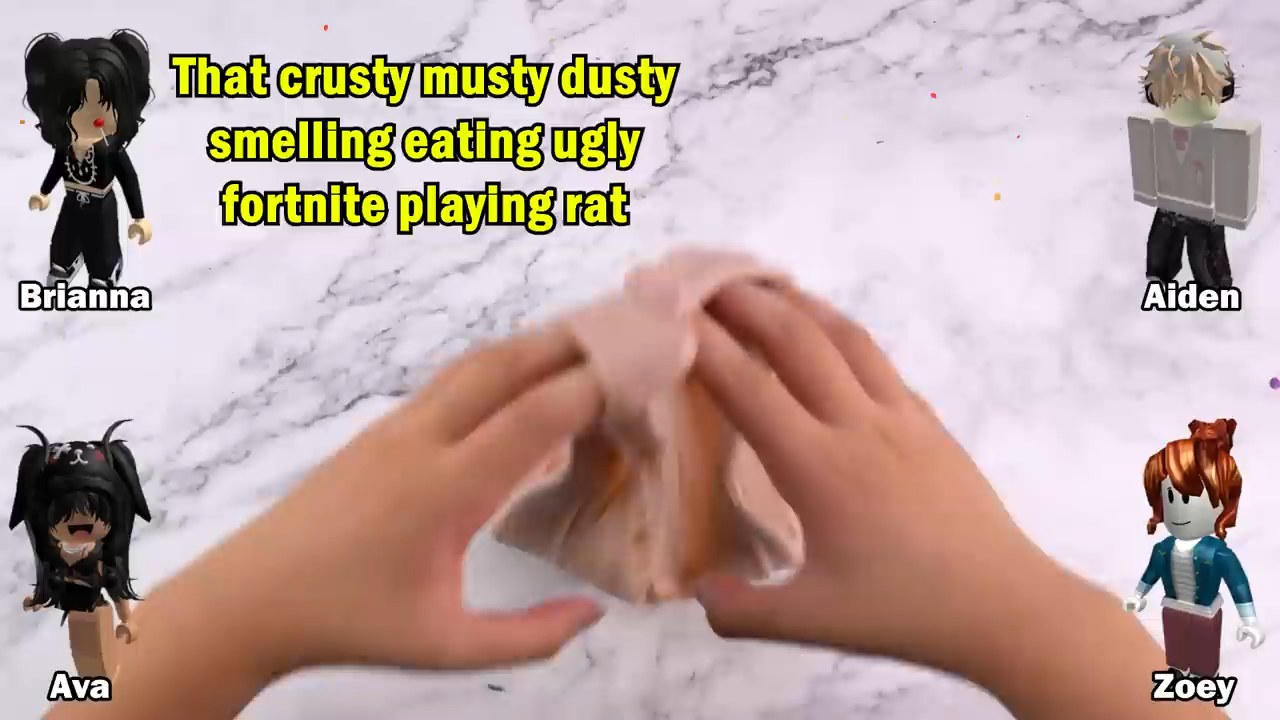 That crusty musty dusty
smelling eating ugly
fortnite playing rat
Brianna
Aiden
Ava
Zoey